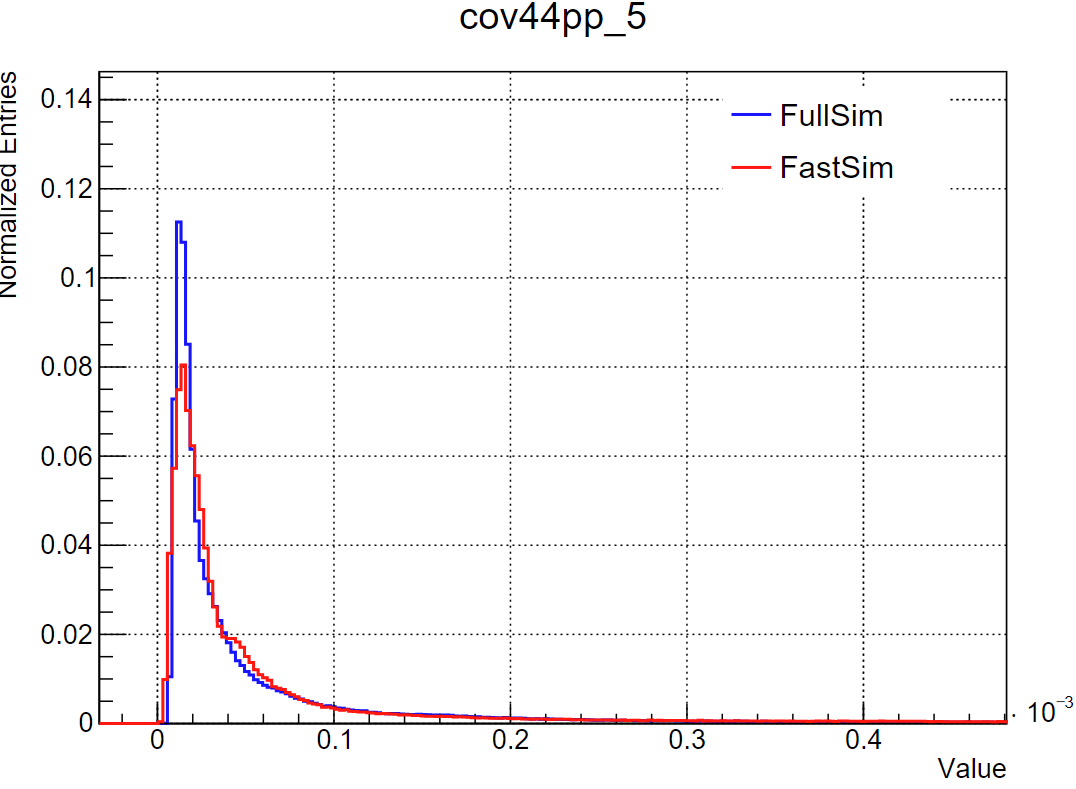 cov44pp_5
Normalized Entries
0.14
0.12
0.1
0.08
0.06
0.04
0.02
0
FullSim
FastSim
0 0.1 0.2 0.3 0.4
· 10⁻³
Value